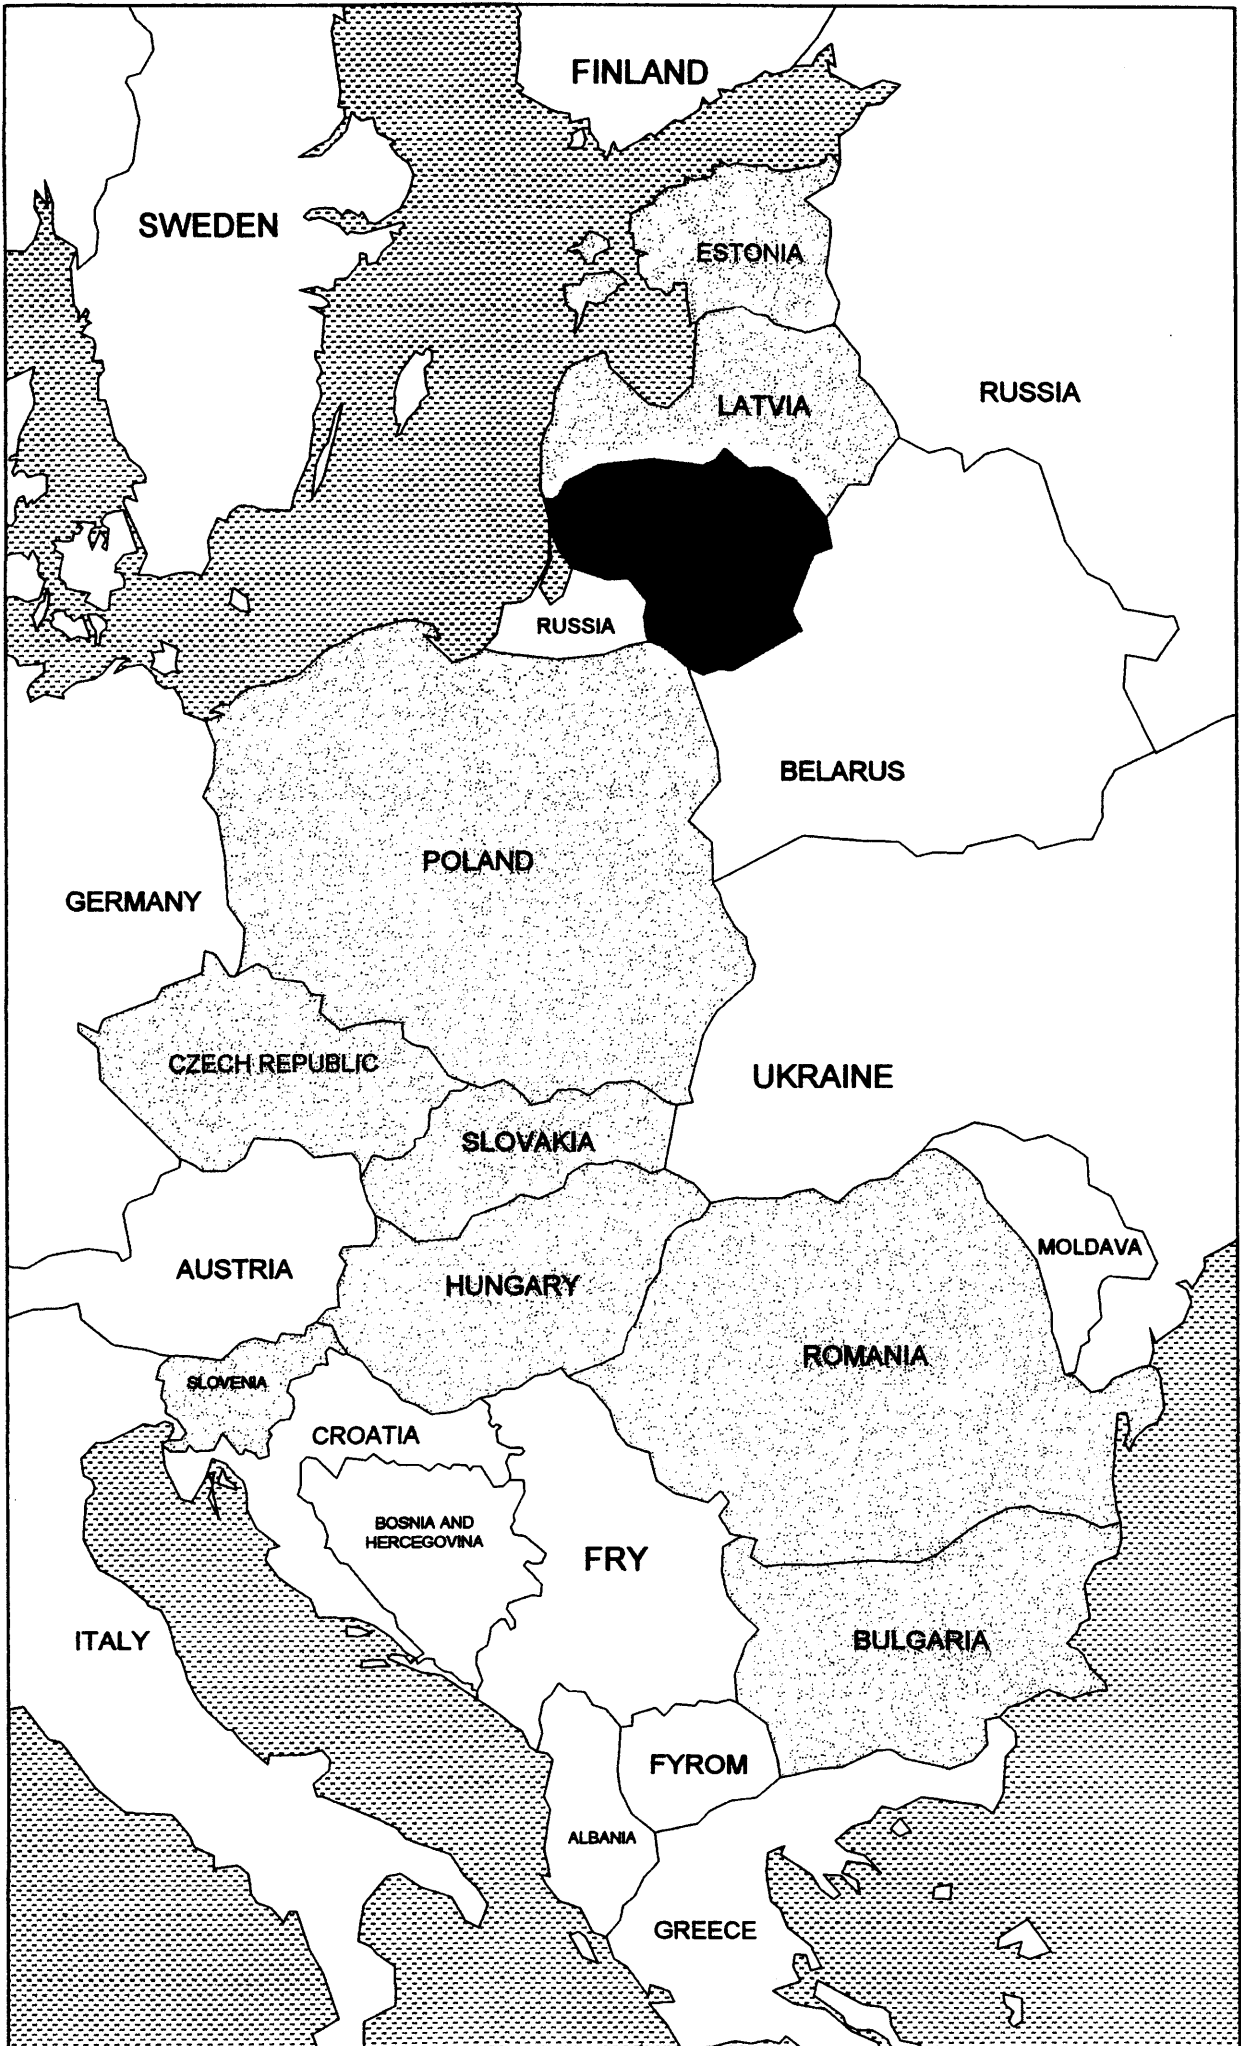 FINLAND
SWEDEN
ESTONIA
RUSSIA
LATVIA
RUSSIA
BELARUS
POLAND
GERMANY
CZECH REPUBLIC
UKRAINE
SLOVAKIA
MOLDAVA
AUSTRIA
HUNGARY
ROMANIA
SLOVENIA
CROATIA
BOSNIA AND
HERCEGOVINA
FRY
ITALY
BULGARIA
FYROM
ALBANIA
GREECE